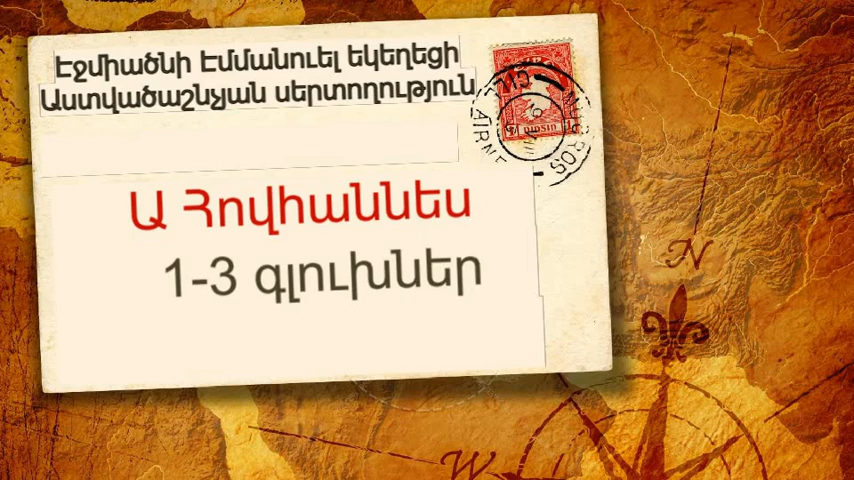 Էջմիածնի Էմմանուել եկեղեցի
Աստվածաշնչյան սերտողություն
Ա Հովհաննես
1-3 գլուխներ
N
W